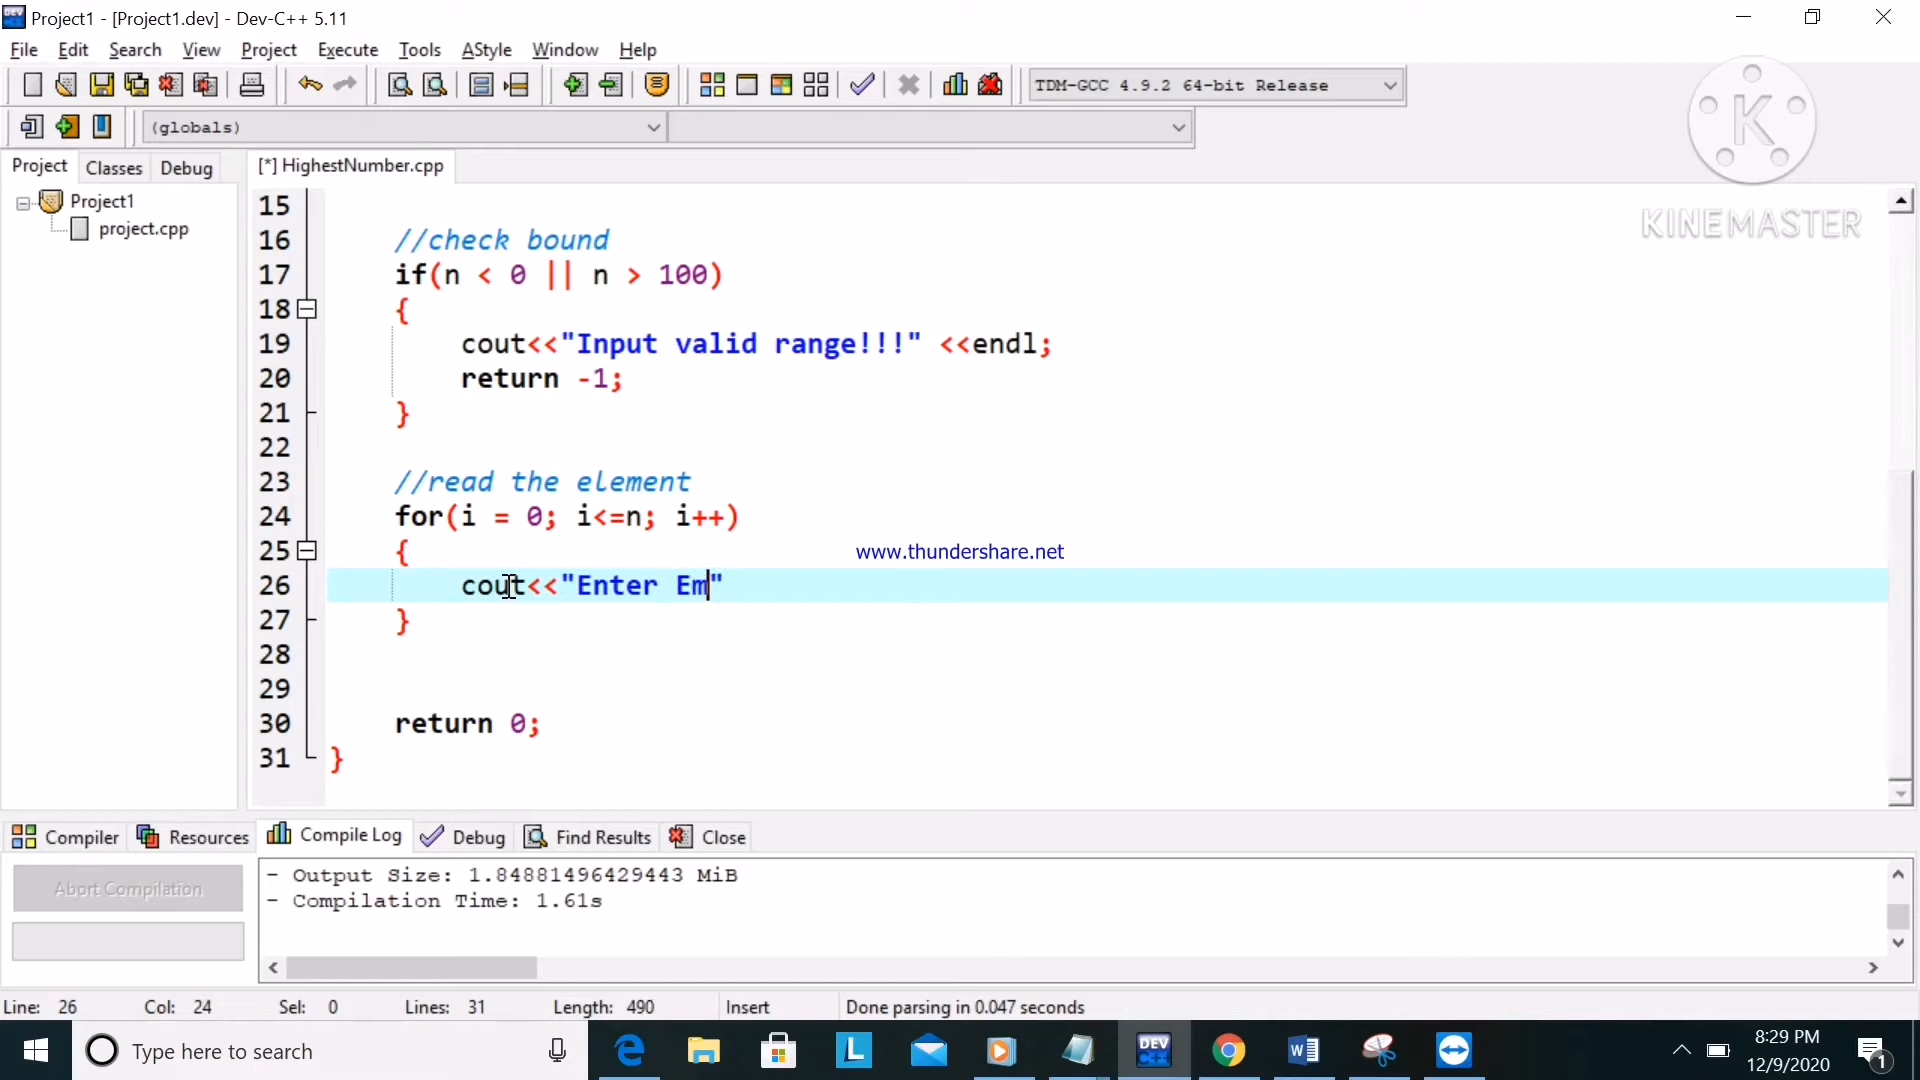 Project1 - [Project1.dev] - Dev-C++ 5.11
File Edit Search View Project Execute Tools AStyle Window Help
TDM-GCC 4.9.2 64-bit Release
(globals)
K
KINEMASTER
Project Classes Debug
[*] HighestNumber.cpp
Project1
project.cpp
15
16 //check bound
17 if(n < 0 || n > 100)
18 {
19 cout<<"Input valid range!!!" <<endl;
20 return -1;
21 }
22
23 //read the element
24 for(i = 0; i<=n; i++)
25 {
www.thundershare.net
26 cout<<"Enter Em"
27 }
28
29
30 return 0;
31 }
Compiler Resources Compile Log Debug Find Results Close
Abort Compilation
- Output Size: 1.84881496429443 MiB
- Compilation Time: 1.61s
Line: 26 Col: 24 Sel: 0 Lines: 31 Length: 490 Insert Done parsing in 0.047 seconds
Type here to search
L
DEV
C++
W
8:29 PM
12/9/2020
1